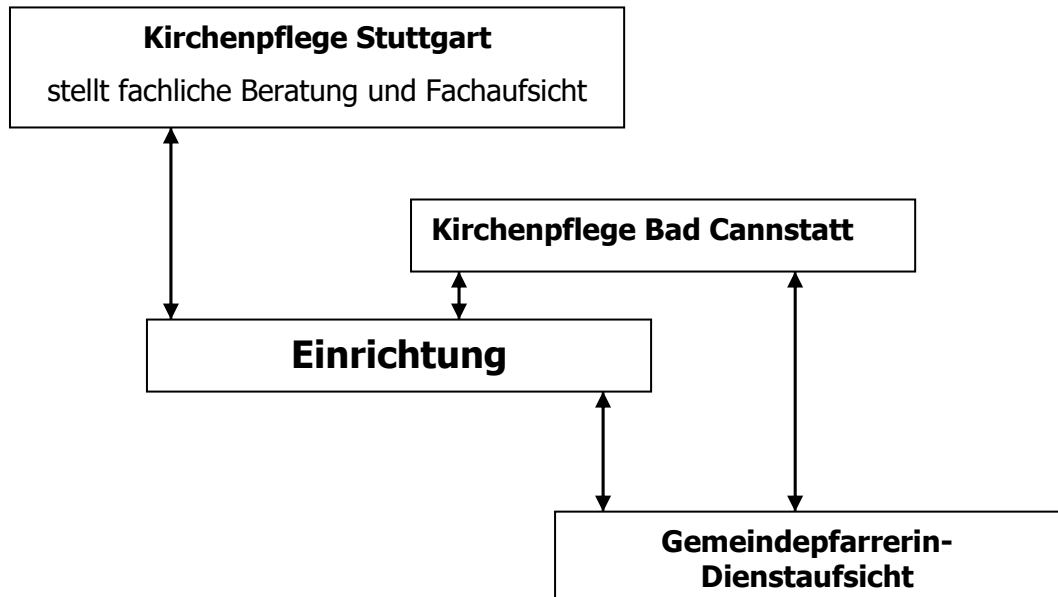 Kirchenpflege Stuttgart
stellt fachliche Beratung und Fachaufsicht
Kirchenpflege Bad Cannstatt
Einrichtung
Gemeindepfarrerin-
Dienstaufsicht